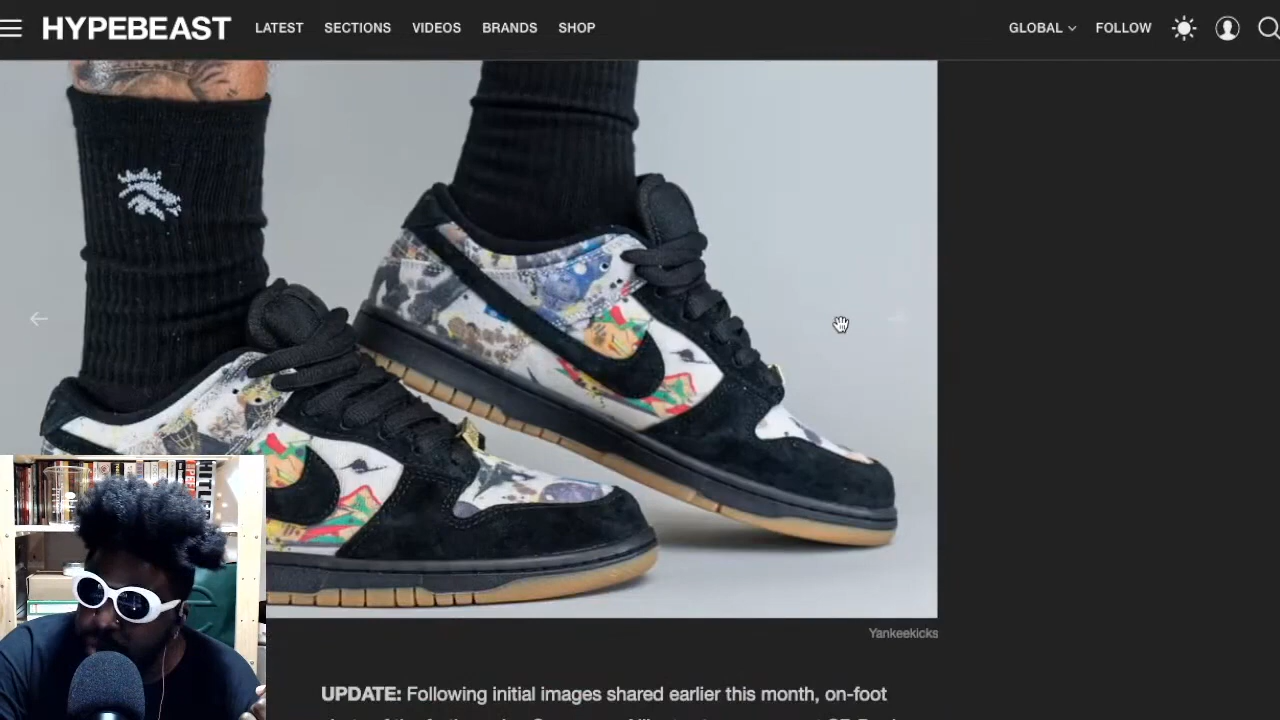 HYPEBEAST LATEST SECTIONS VIDEOS BRANDS SHOP GLOBAL FOLLOW
HITLER
Yankeekicks
UPDATE: Following initial images shared earlier this month, on-foot